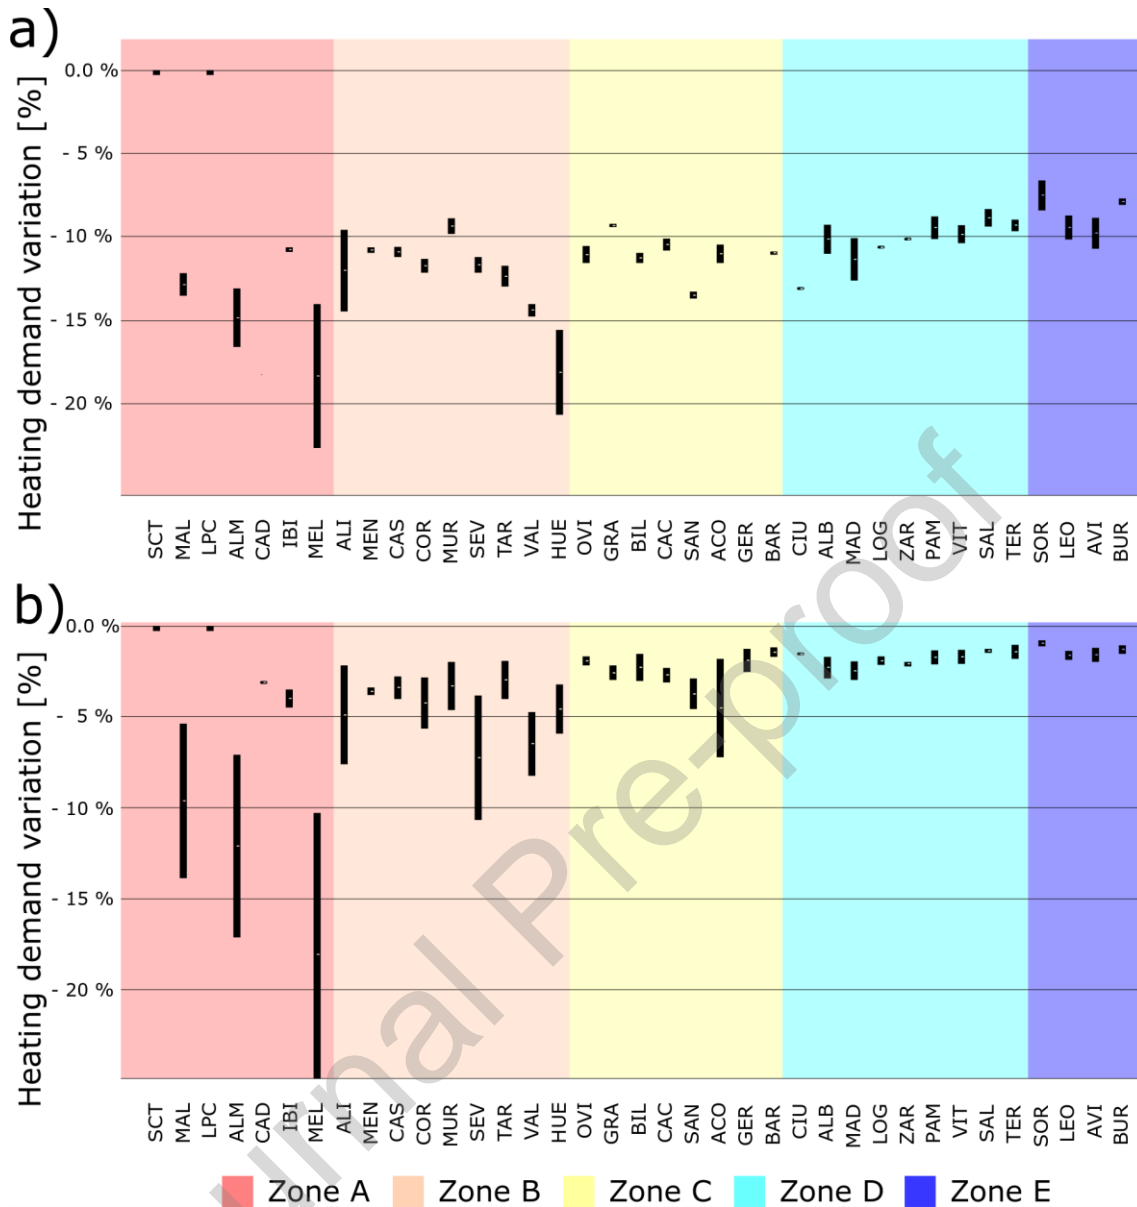 a)
Heating demand variation [%]
0.0 %
- 5 %
- 10 %
- 15 %
- 20 %
SCT MAL LPC ALM CAD IBI MEL ALI MEN CAS COR MUR SEV TAR VAL HUE OVI GRA BIL CAC SAN ACO GER BAR CIU ALB MAD LOG ZAR PAM VIT SAL TER SOR LEO AVI BUR
b)
Heating demand variation [%]
0.0 %
- 5 %
- 10 %
- 15 %
- 20 %
SCT MAL LPC ALM CAD IBI MEL ALI MEN CAS COR MUR SEV TAR VAL HUE OVI GRA BIL CAC SAN ACO GER BAR CIU ALB MAD LOG ZAR PAM VIT SAL TER SOR LEO AVI BUR
Zone A Zone B Zone C Zone D Zone E
urnal Pre-proof